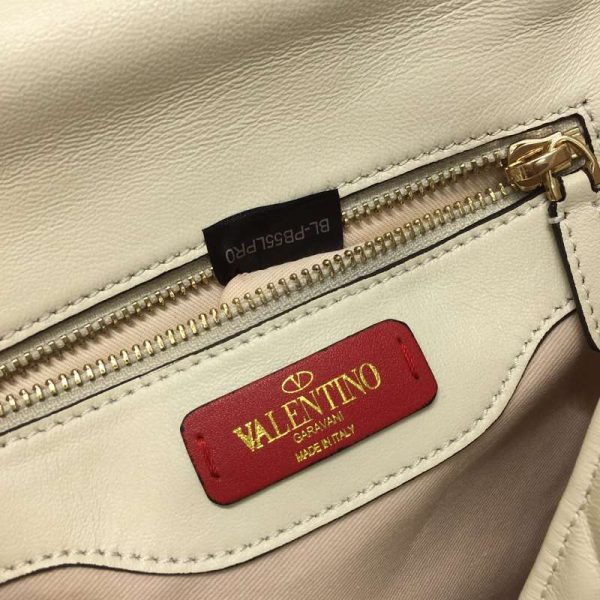 BL-PB55LPR0
VALENTINO
GARAVANI
MADE IN ITALY